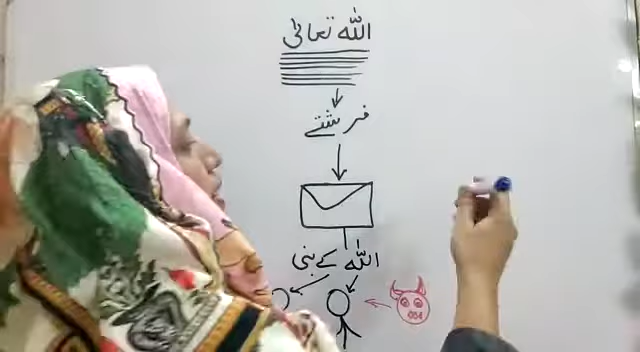 اللہ تعالیٰ
فرشتے
اللہ کے نبی